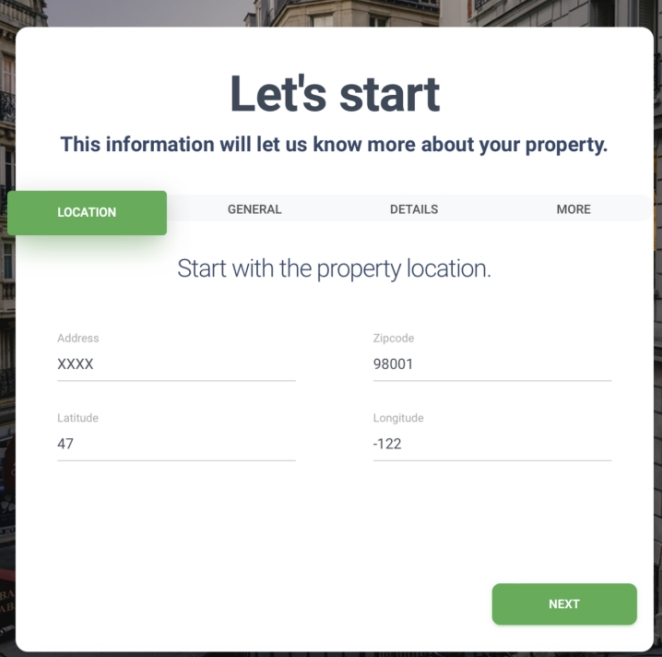 Let's start
This information will let us know more about your property.
LOCATION
GENERAL
DETAILS
MORE
Start with the property location.
Address
Zipcode
XXXX
98001
Latitude
Longitude
47
-122
NEXT